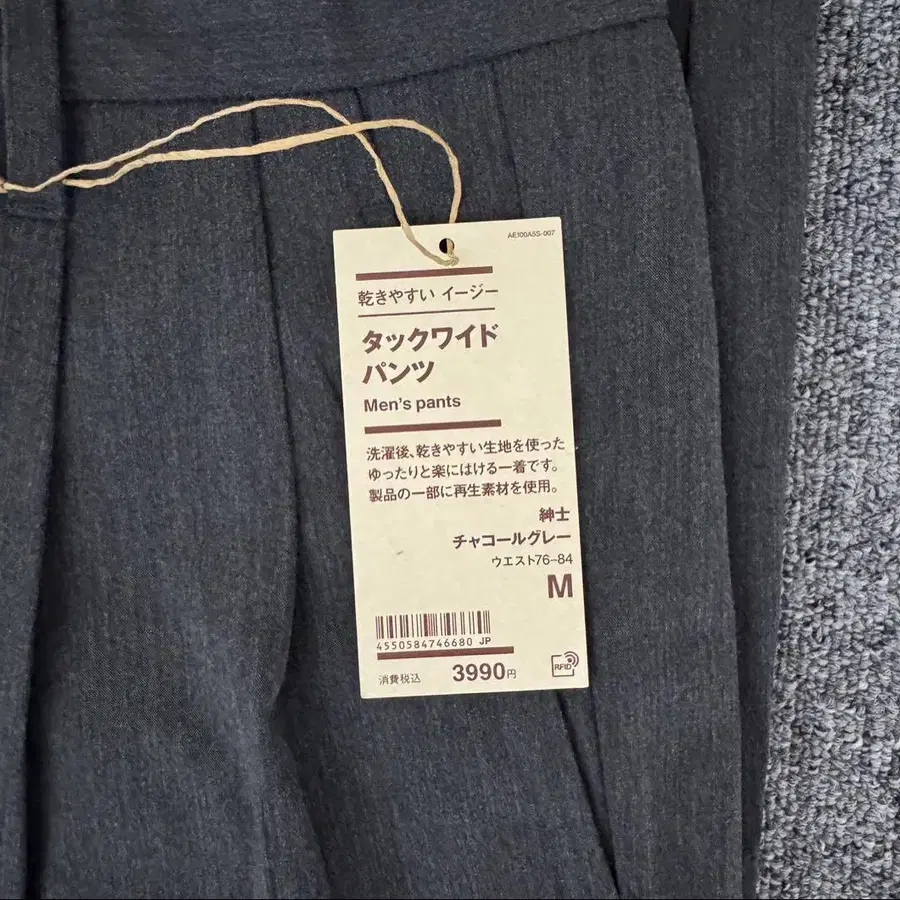 AE100A5S-007
乾きやすい イージー
タックワイド
パンツ
Men's pants
洗濯後、乾きやすい生地を使った
ゆったりと楽にはける一着です。
製品の一部に再生素材を使用。
紳士
チャコールグレー
ウエスト76-84
M
4550584746680 JP
消費税込 3990円
RFID